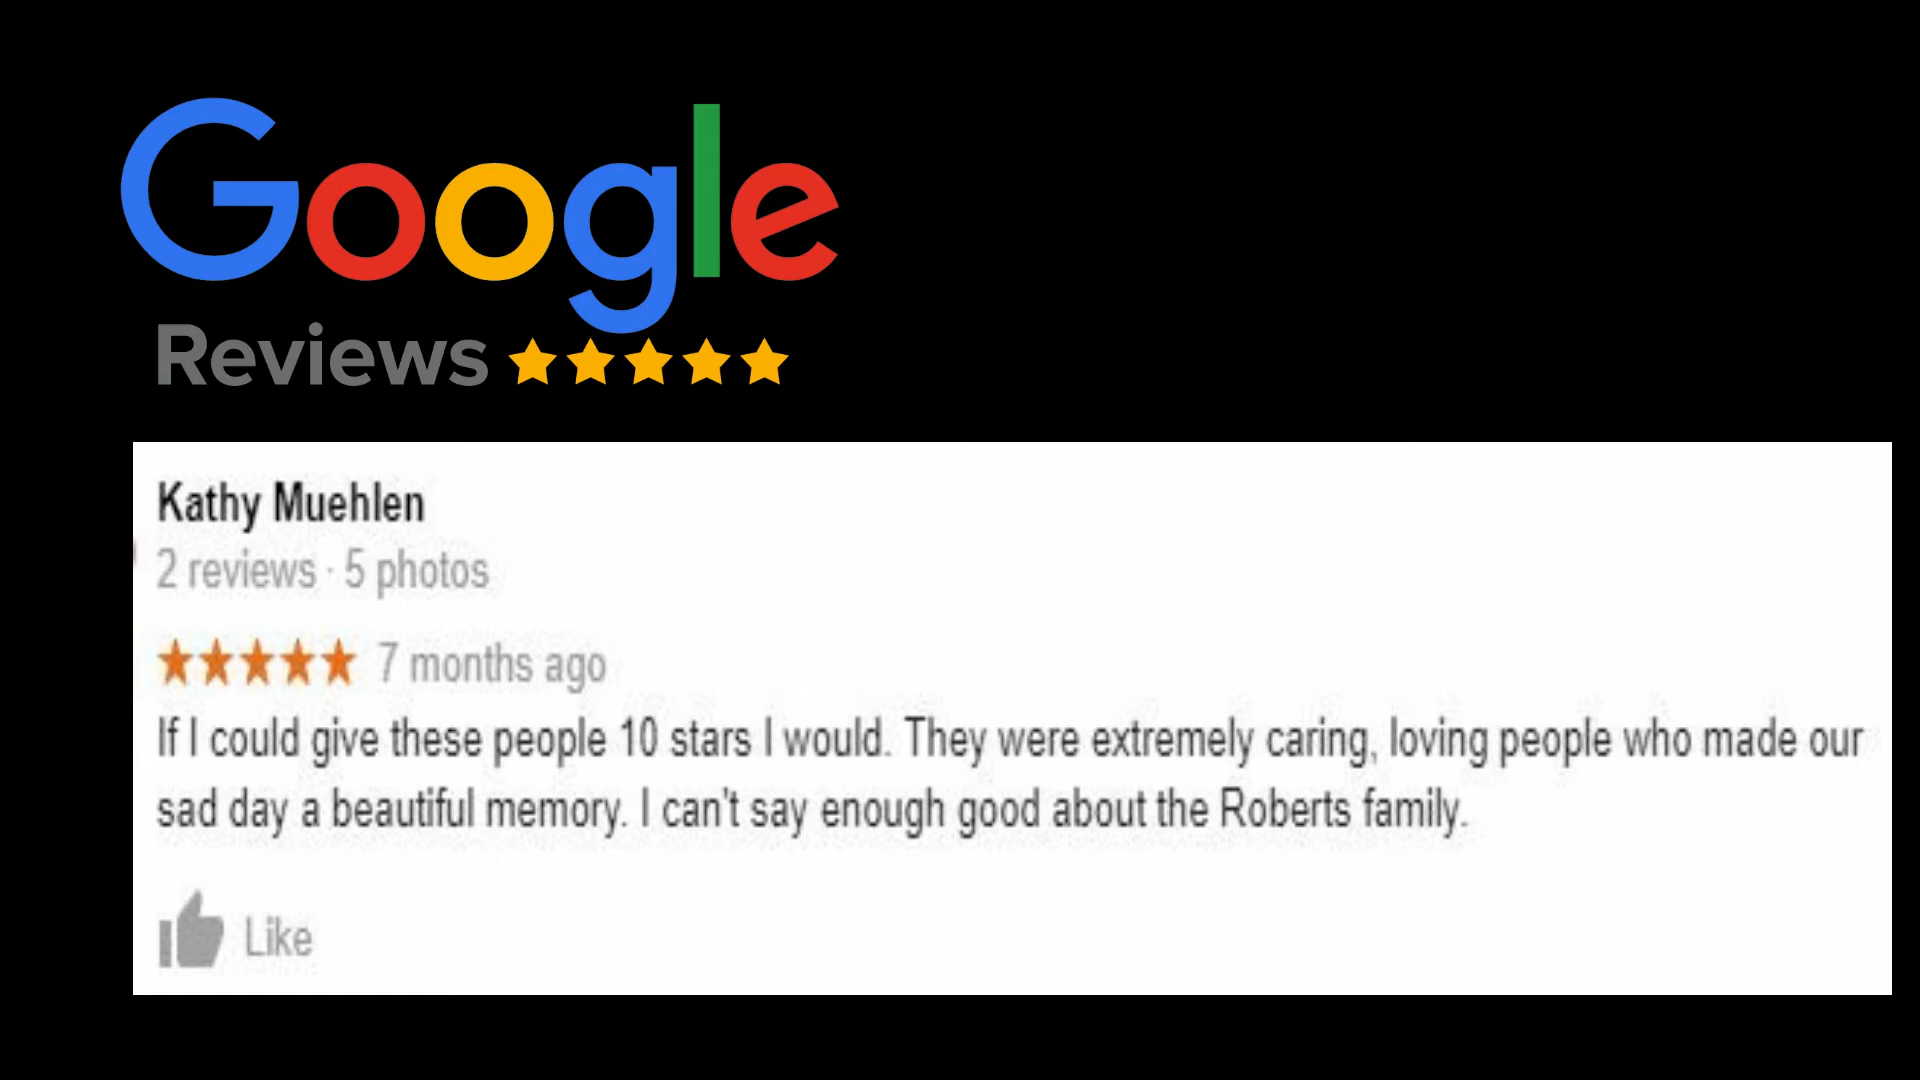 Google
Reviews
Kathy Muehlen
2 reviews · 5 photos
7 months ago
If I could give these people 10 stars I would. They were extremely caring, loving people who made our
sad day a beautiful memory. I can't say enough good about the Roberts family.
Like